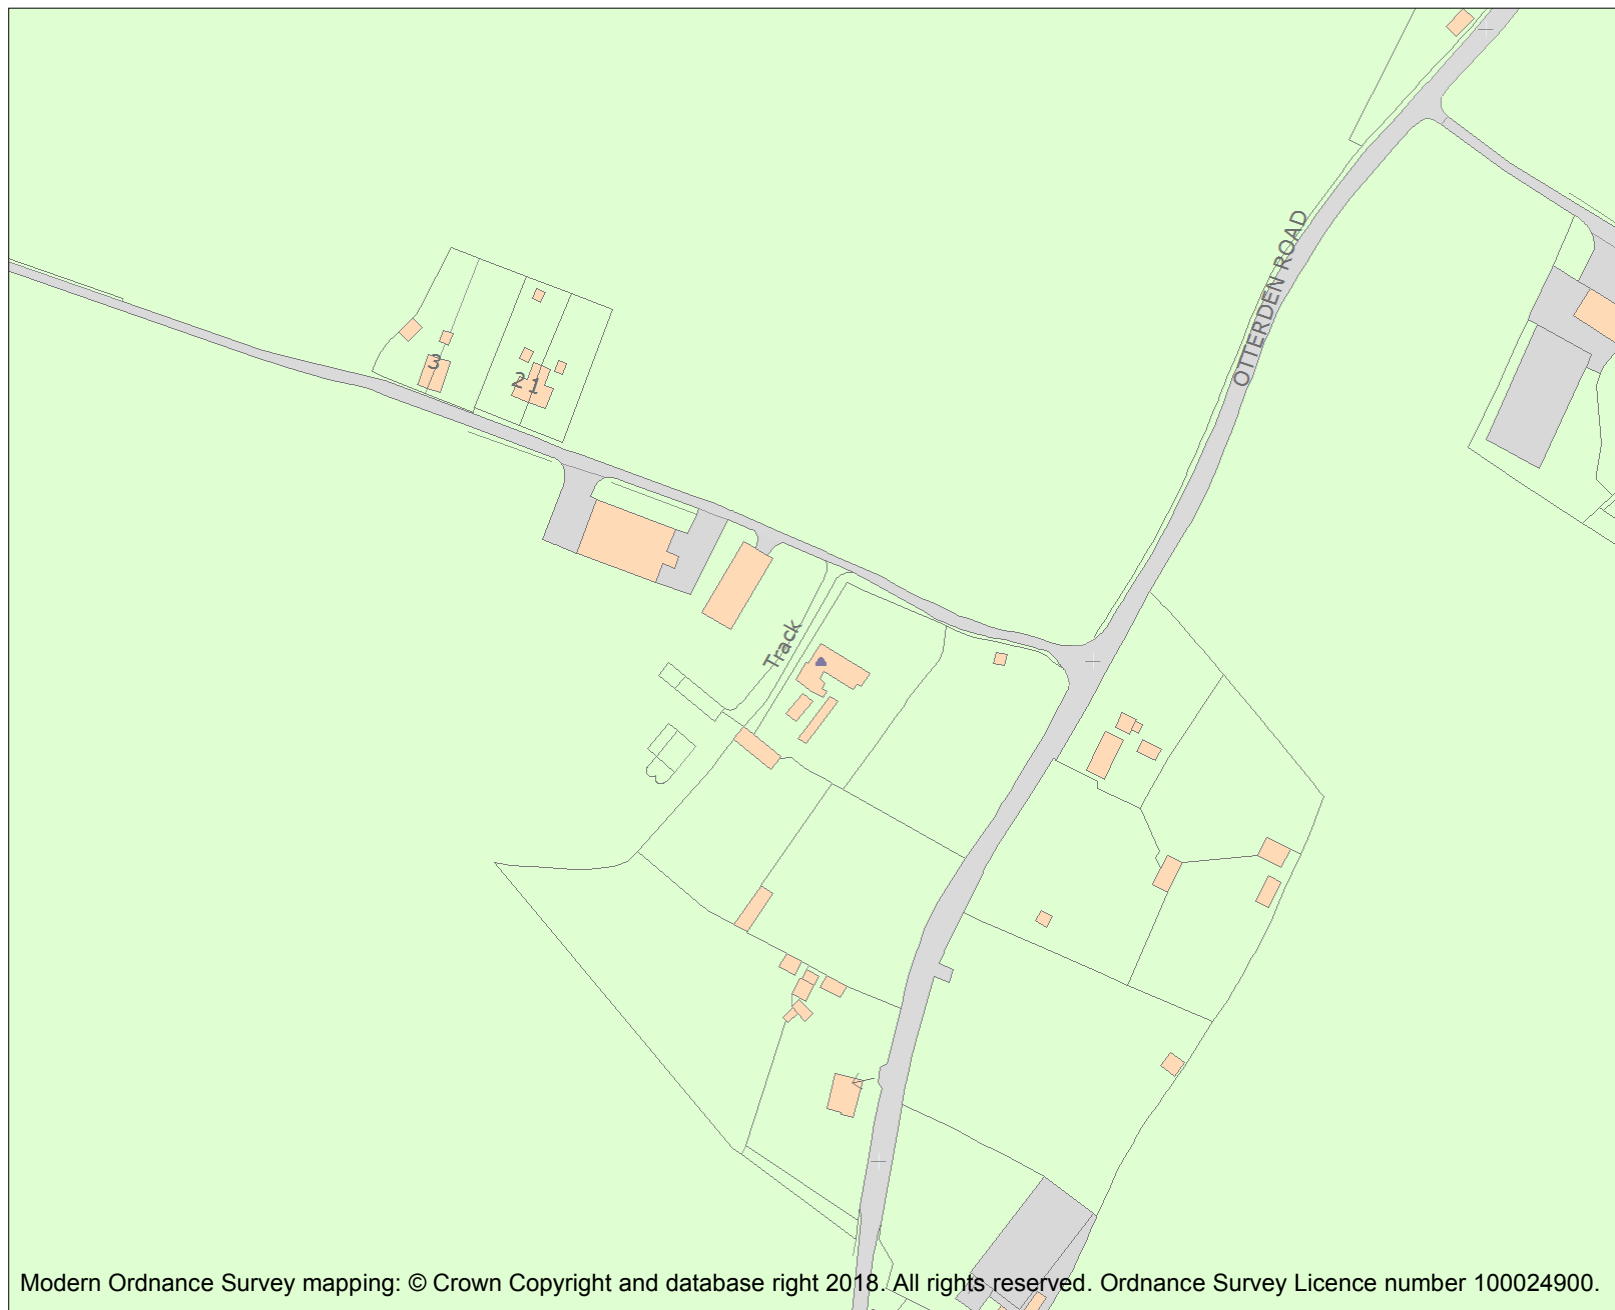 OTTERDEN ROAD
3
2
1
Track
Modern Ordnance Survey mapping: © Crown Copyright and database right 2018. All rights reserved. Ordnance Survey Licence number 100024900.